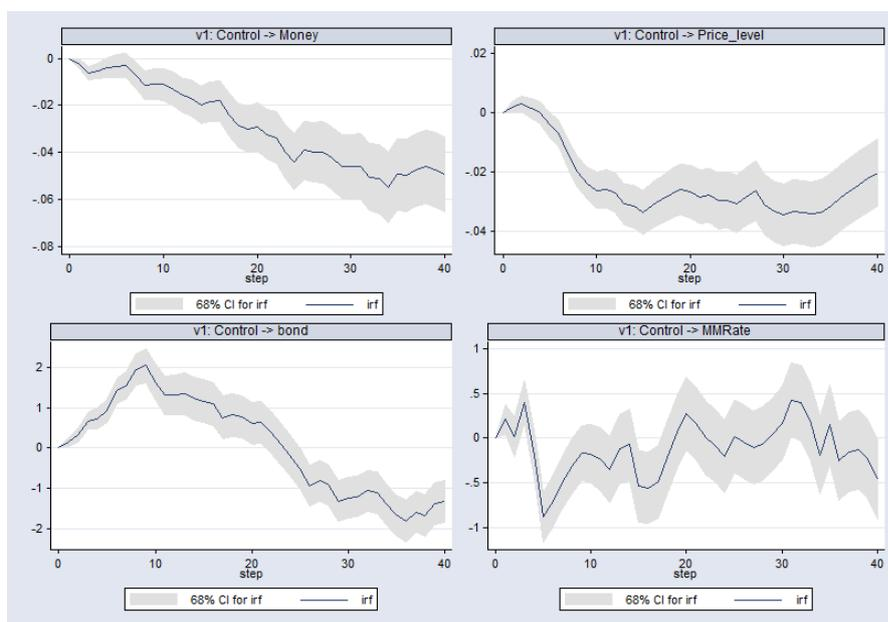 v1: Control -> Money
0
-.02
-.04
-.06
-.08
0 10 20 30 40
step
68% CI for irf irf
v1: Control -> Price_level
.02
0
-.02
-.04
0 10 20 30 40
step
68% CI for irf irf
v1: Control -> bond
2
1
0
-1
-2
0 10 20 30 40
step
68% CI for irf irf
v1: Control -> MMRate
1
.5
0
-.5
-1
0 10 20 30 40
step
68% CI for irf irf